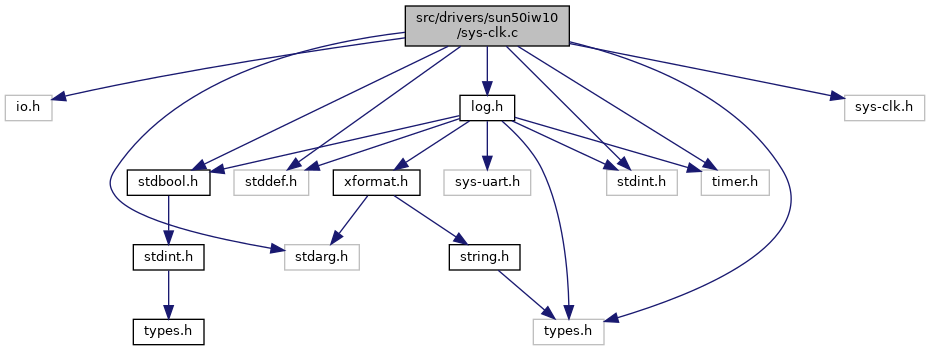 src/drivers/sun50iw10
/sys-clk.c
io.h
log.h
sys-clk.h
stdbool.h
stddef.h
xformat.h
sys-uart.h
stdint.h
timer.h
stdint.h
stdarg.h
string.h
types.h
types.h